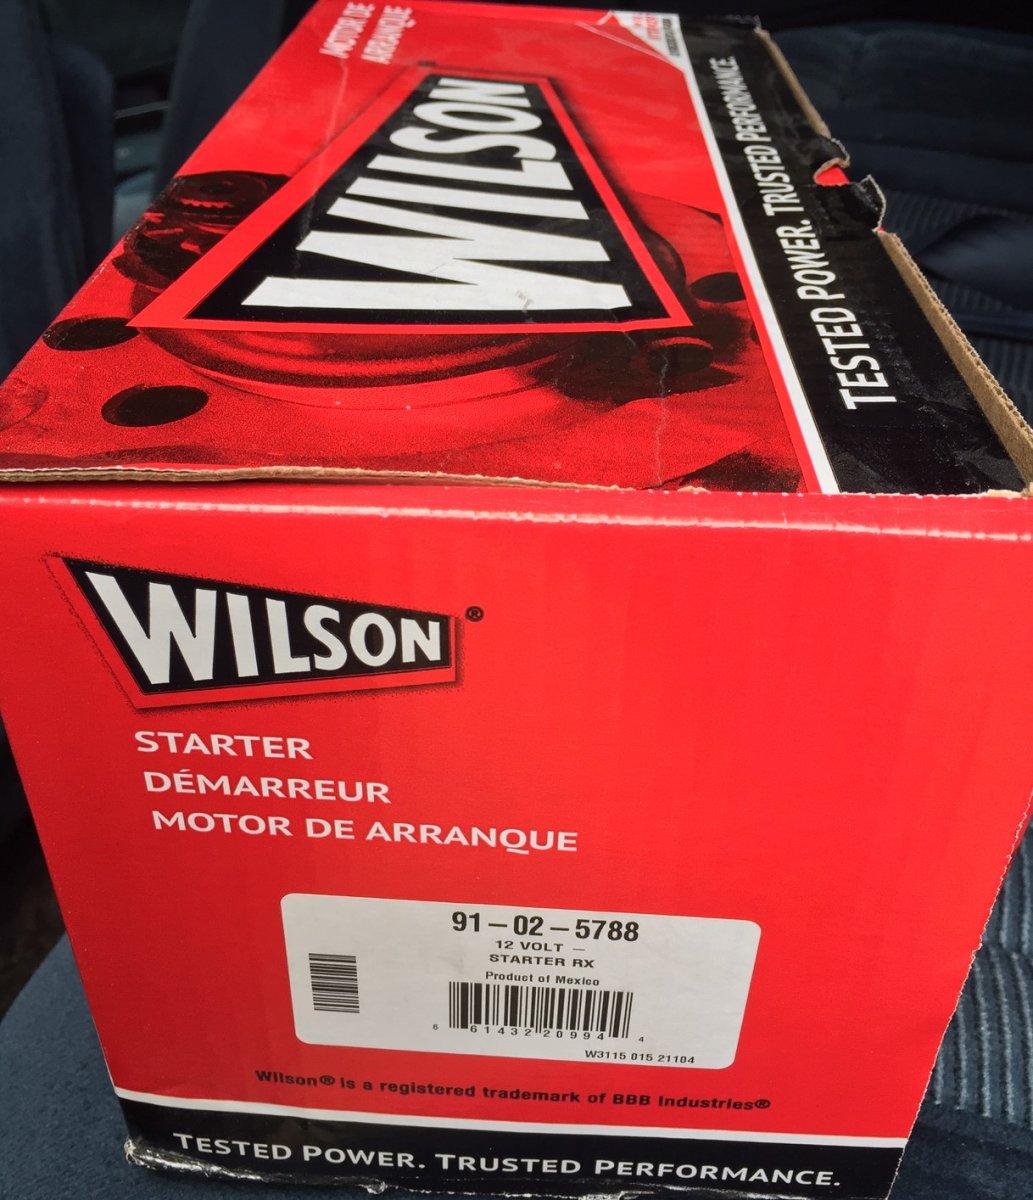 MOTOR DE
ARRANQUE
WILSON
TESTED POWER. TRUSTED PERFORMANCE.
WILSON®
STARTER
DÉMARREUR
MOTOR DE ARRANQUE
91-02-5788
12 VOLT –
STARTER RX
Product of Mexico
6 61432 20994 4
W3115 015 21104
Wilson® is a registered trademark of BBB Industries®
TESTED POWER. TRUSTED PERFORMANCE.